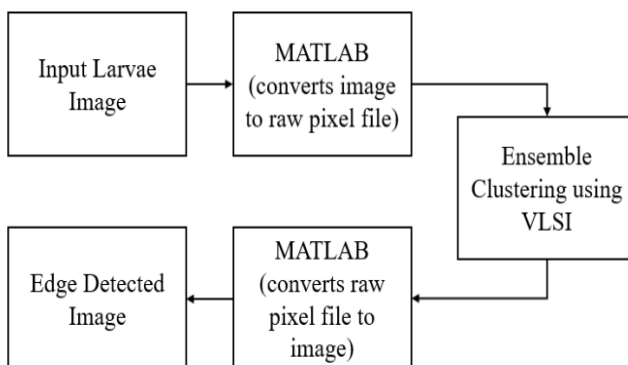 Input Larvae
Image
MATLAB
(converts image
to raw pixel file)
Ensemble
Clustering using
VLSI
MATLAB
(converts raw
pixel file to
image)
Edge Detected
Image